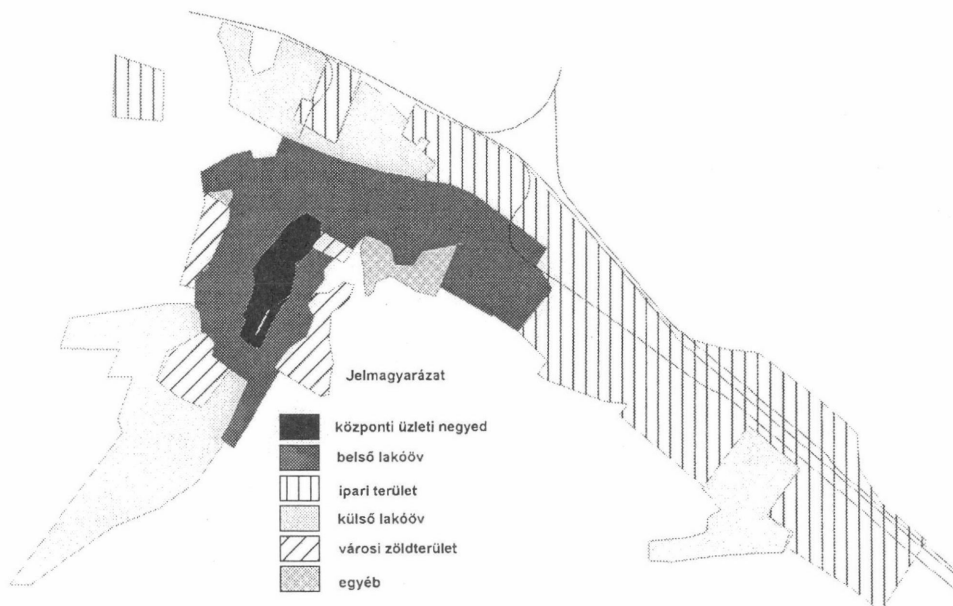 Jelmagyarázat
központi üzleti negyed
belső lakóöv
ipari terület
külső lakóöv
városi zöldterület
egyéb